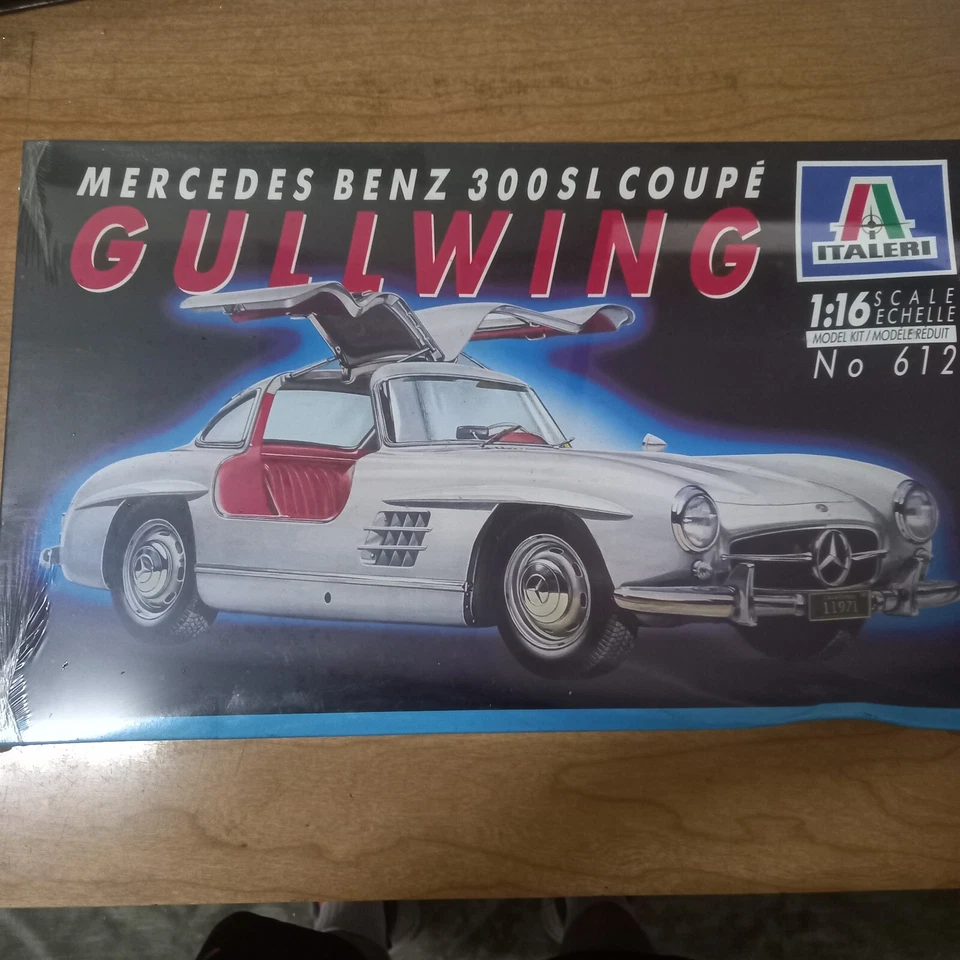 MERCEDES BENZ 300SL COUPÉ
GULLWING
ITALERI
1:16 SCALE
ECHELLE
MODEL KIT / MODÈLE RÉDUIT
No 612
11971